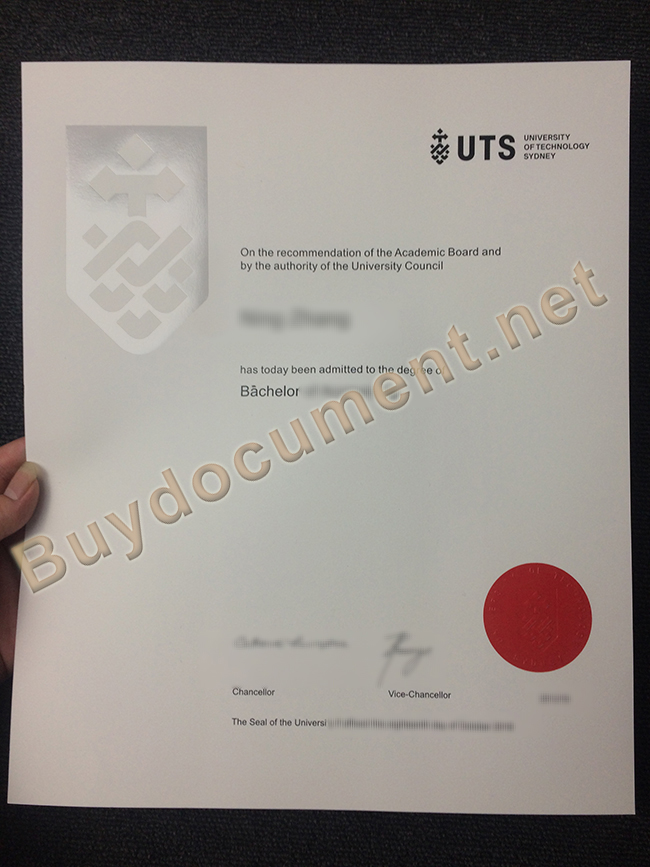 UTS
UNIVERSITY
OF TECHNOLOGY
SYDNEY
On the recommendation of the Academic Board and
by the authority of the University Council
has today been admitted to the degree o
Bachelor
Buydocument.net
Chancellor
Vice-Chancellor
The Seal of the Universi